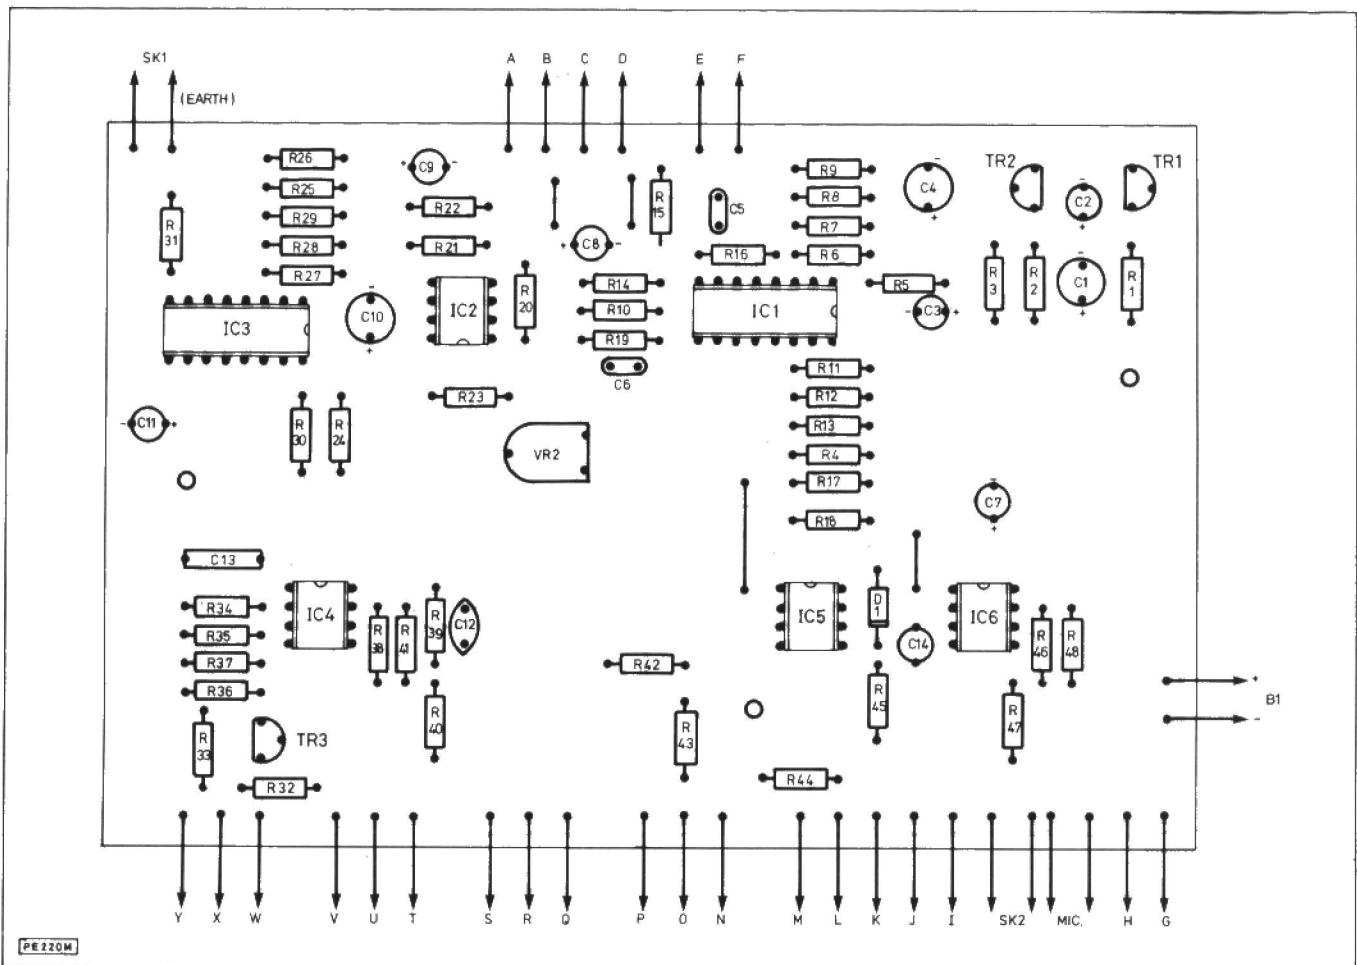 SK1 A B C D E F
(EARTH)
R26 C9 + - R9 TR2 TR1
R25 R 15 C5 R8 C4 - + C2 - +
R29 R22 R7
R 31 R28 R21 + C8 - R16 R6
R27 R14 R5 R 3 R 2 C1 - + R 1
IC3 C10 - + IC2 R 20 R10 IC1 - C3 +
R19
C6 R11
R23 R12
- C11 + R 30 R 24 R13
VR2 R4
R17 C7 - +
R18
C13
R34 IC4 R 38 R 41 R 39 C12 IC5 D 1 IC6 R 46 R 48
R35 C14
R37 R42
R36 R 40 R 45 R 47 + B1
R 33 TR3 R 43 -
R32 R44
Y X W V U T S R Q P O N M L K J I SK2 MIC. H G
PE220M